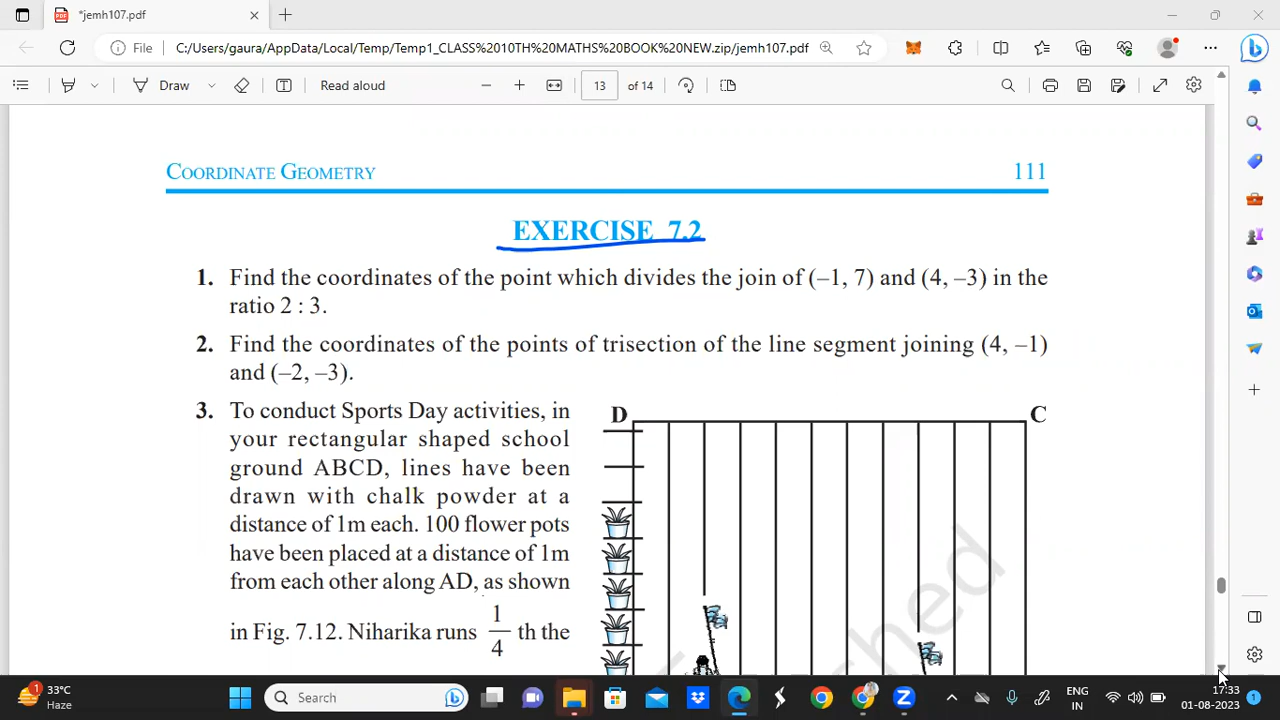 *jemh107.pdf
File
C:/Users/gaura/AppData/Local/Temp/Temp1_CLASS%2010TH%20MATHS%20BOOK%20NEW.zip/jemh107.pdf
Draw
Read aloud
13 of 14
COORDINATE GEOMETRY 111
EXERCISE 7.2
1. Find the coordinates of the point which divides the join of (–1, 7) and (4, –3) in the
ratio 2 : 3.
2. Find the coordinates of the points of trisection of the line segment joining (4, –1)
and (–2, –3).
3. To conduct Sports Day activities, in
your rectangular shaped school
ground ABCD, lines have been
drawn with chalk powder at a
distance of 1m each. 100 flower pots
have been placed at a distance of 1m
from each other along AD, as shown
in Fig. 7.12. Niharika runs 1/4 th the
D C
33°C
Haze
1
Search
ENG
IN
17:33
01-08-2023
1